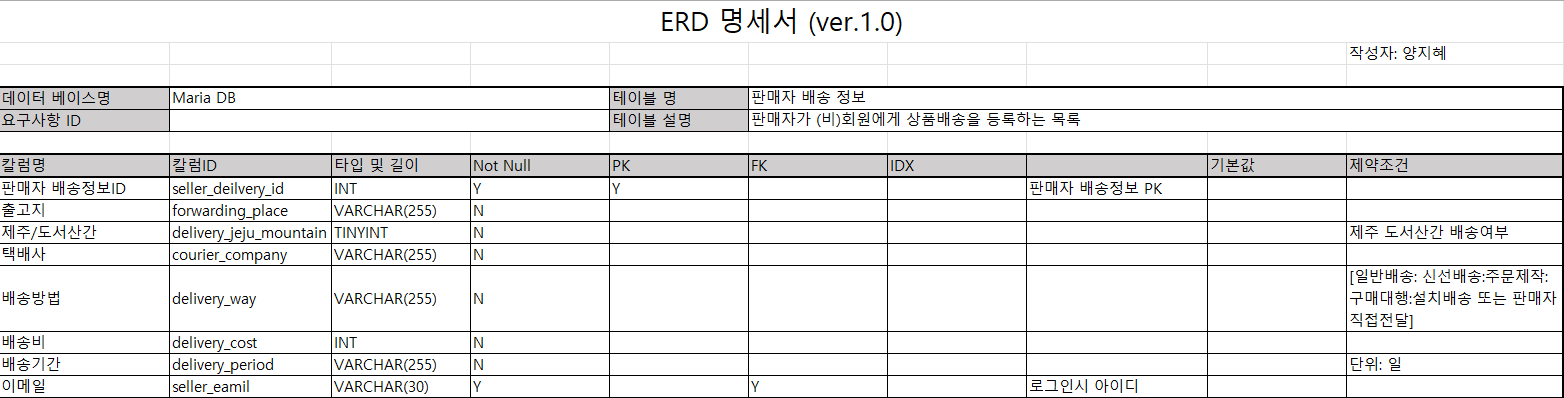 ERD 명세서 (ver.1.0)
작성자: 양지혜
데이터 베이스명 Maria DB 테이블 명 판매자 배송 정보
요구사항 ID 테이블 설명 판매자가 (비)회원에게 상품배송을 등록하는 목록
칼럼명 칼럼ID 타입 및 길이 Not Null PK FK IDX 기본값 제약조건
판매자 배송정보ID seller_deilvery_id INT Y Y 판매자 배송정보 PK
출고지 forwarding_place VARCHAR(255) N
제주/도서산간 delivery_jeju_mountain TINYINT N 제주 도서산간 배송여부
택배사 courier_company VARCHAR(255) N
배송방법 delivery_way VARCHAR(255) N [일반배송: 신선배송:주문제작:
구매대행:설치배송 또는 판매자
직접전달]
배송비 delivery_cost INT N
배송기간 delivery_period VARCHAR(255) N 단위: 일
이메일 seller_eamil VARCHAR(30) Y Y 로그인시 아이디